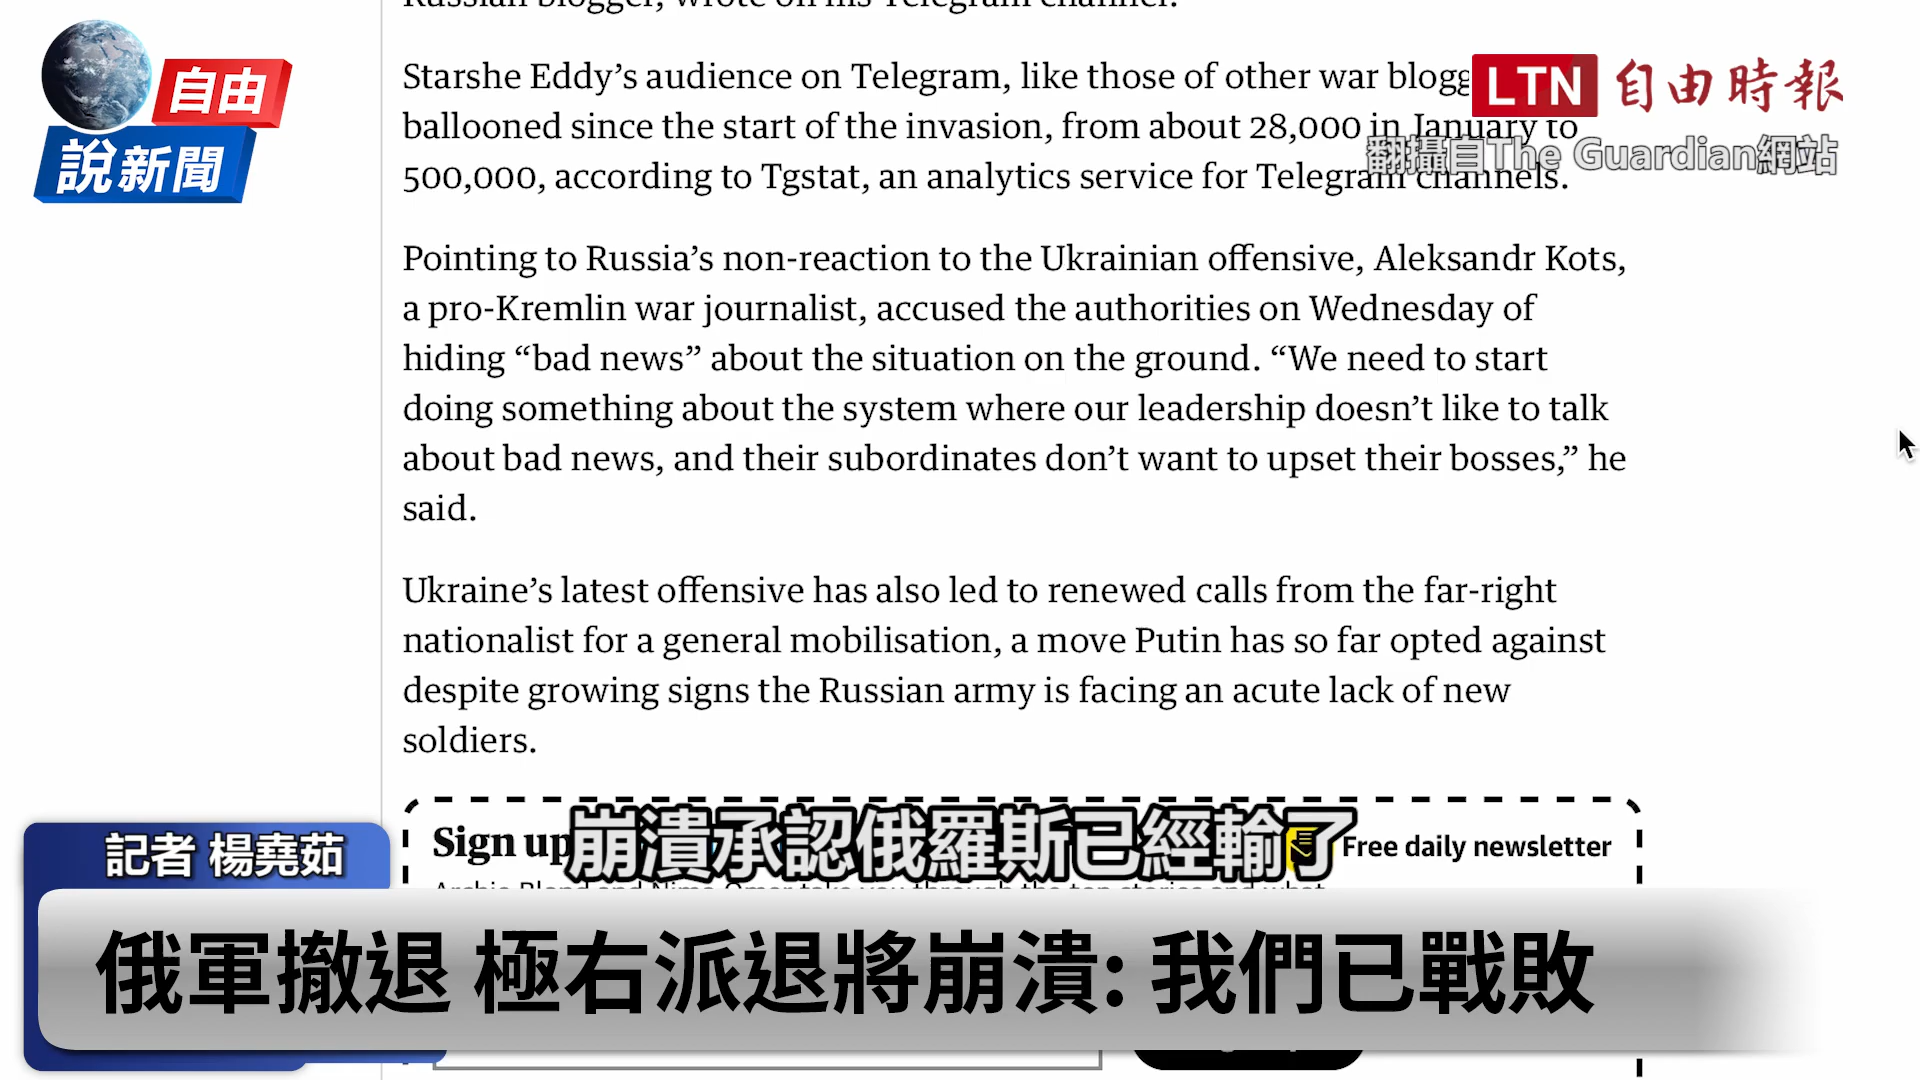 Russian blogger, wrote on his Telegram channel.
自由
說新聞
LTN 自由時報
翻攝自The Guardian網站
Starshe Eddy’s audience on Telegram, like those of other war
ballooned since the start of the invasion, from about 28,000 in January to
500,000, according to Tgstat, an analytics service for Telegram channels.
Pointing to Russia’s non-reaction to the Ukrainian offensive, Aleksandr Kots,
a pro-Kremlin war journalist, accused the authorities on Wednesday of
hiding “bad news” about the situation on the ground. “We need to start
doing something about the system where our leadership doesn’t like to talk
about bad news, and their subordinates don’t want to upset their bosses,” he
said.
Ukraine’s latest offensive has also led to renewed calls from the far-right
nationalist for a general mobilisation, a move Putin has so far opted against
despite growing signs the Russian army is facing an acute lack of new
soldiers.
Sign up
Free daily newsletter
崩潰承認俄羅斯已經輸了
記者 楊堯茹
俄軍撤退 極右派退將崩潰: 我們已戰敗